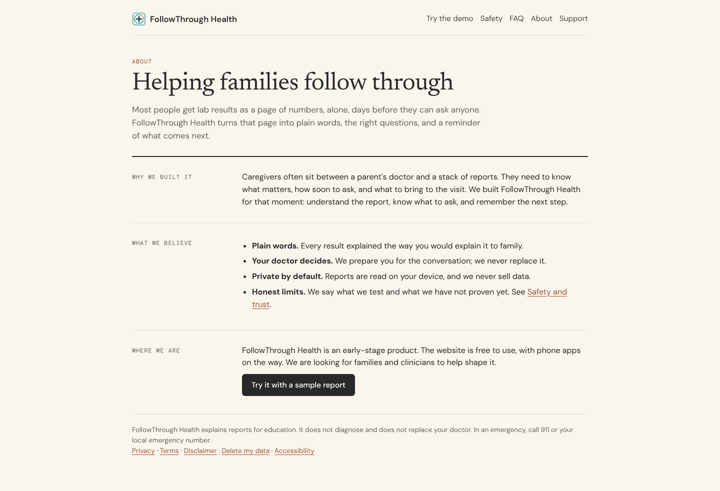 FollowThrough Health
Try the demo Safety FAQ About Support
ABOUT
Helping families follow through
Most people get lab results as a page of numbers, alone, days before they can ask anyone.
FollowThrough Health turns that page into plain words, the right questions, and a reminder
of what comes next.
WHY WE BUILT IT
Caregivers often sit between a parent's doctor and a stack of reports. They need to know
what matters, how soon to ask, and what to bring to the visit. We built FollowThrough Health
for that moment: understand the report, know what to ask, and remember the next step.
WHAT WE BELIEVE
• Plain words. Every result explained the way you would explain it to family.
• Your doctor decides. We prepare you for the conversation; we never replace it.
• Private by default. Reports are read on your device, and we never sell data.
• Honest limits. We say what we test and what we have not proven yet. See Safety and
trust.
WHERE WE ARE
FollowThrough Health is an early-stage product. The website is free to use, with phone apps
on the way. We are looking for families and clinicians to help shape it.
Try it with a sample report
FollowThrough Health explains reports for education. It does not diagnose and does not replace your doctor. In an emergency, call 911 or your
local emergency number.
Privacy · Terms · Disclaimer · Delete my data · Accessibility